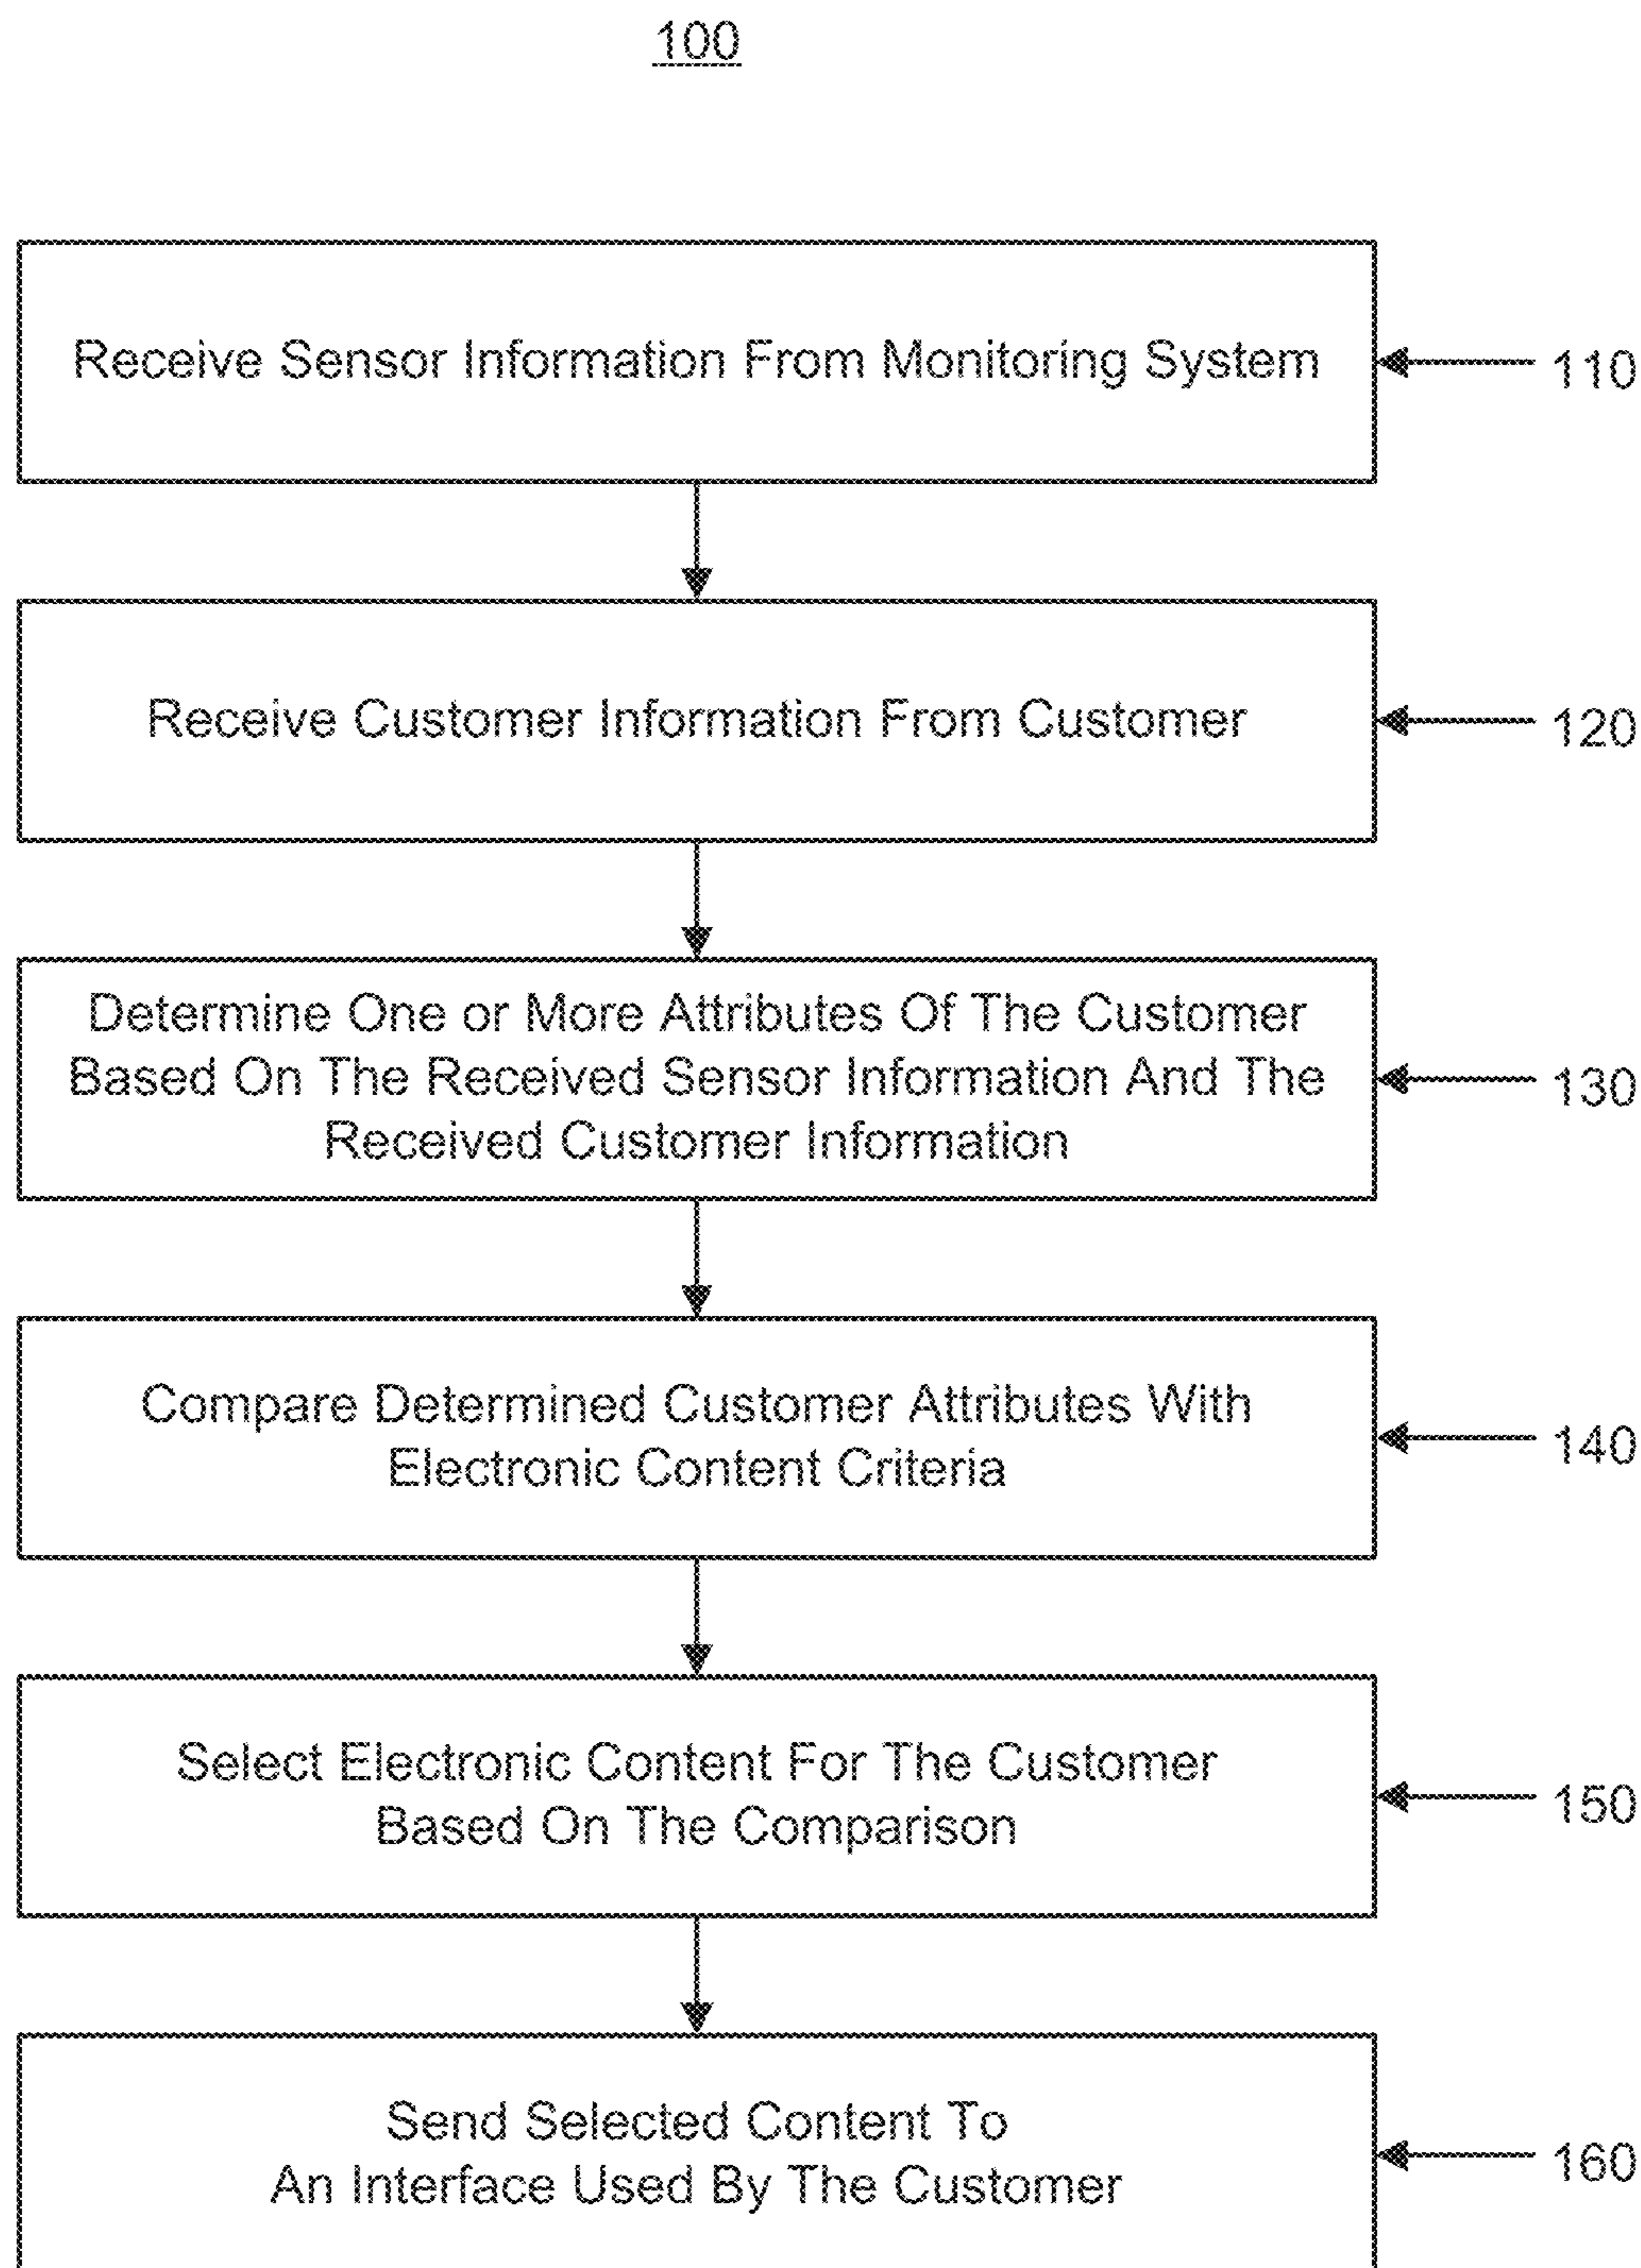 100
Receive Sensor Information From Monitoring System
110
Receive Customer Information From Customer
120
Determine One or More Attributes Of The Customer
Based On The Received Sensor Information And The
Received Customer Information
130
Compare Determined Customer Attributes With
Electronic Content Criteria
140
Select Electronic Content For The Customer
Based On The Comparison
150
Send Selected Content To
An Interface Used By The Customer
160